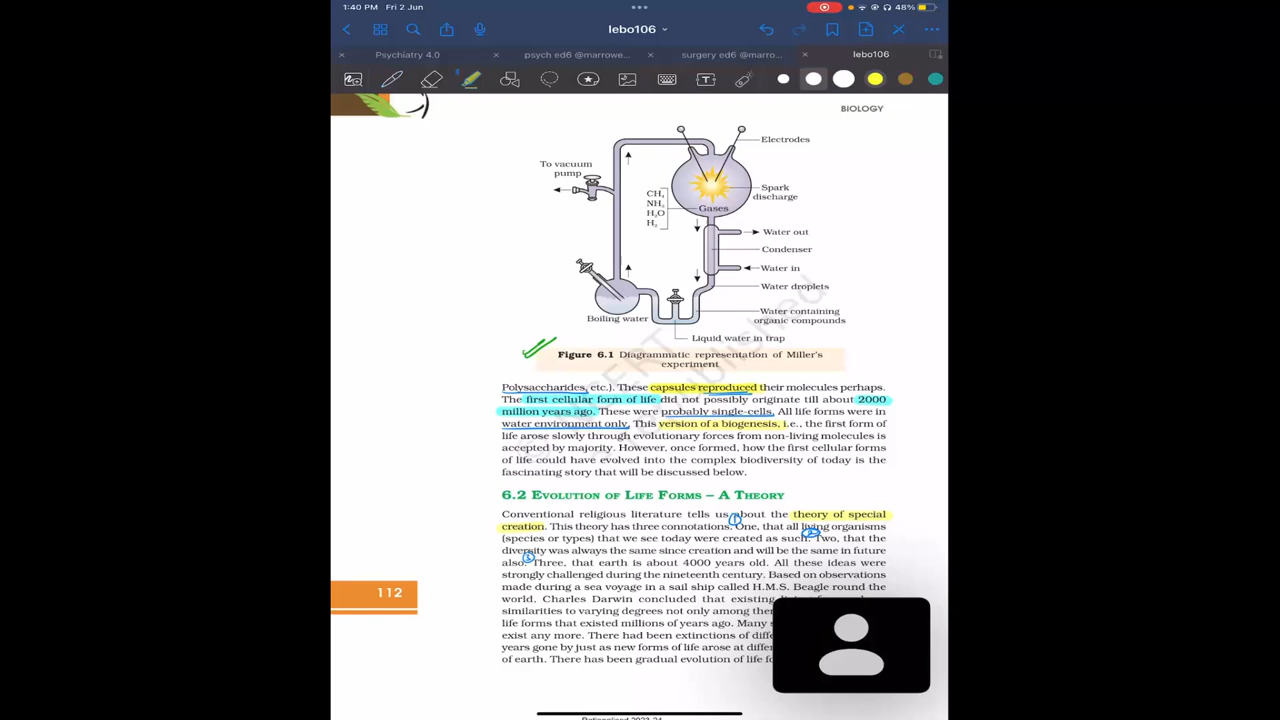 1:40 PM Fri 2 Jun
48%
lebo106
Psychiatry 4.0
psych ed6 @marrowe...
surgery ed6 @marro...
lebo106
BIOLOGY
Electrodes
To vacuum
pump
Spark
discharge
CH₄
NH₃
H₂O
H₂
Gases
Water out
Condenser
Water in
Water droplets
Water containing
organic compounds
Boiling water
Liquid water in trap
Figure 6.1 Diagrammatic representation of Miller's
experiment
Polysaccharides, etc.). These capsules reproduced their molecules perhaps.
The first cellular form of life did not possibly originate till about 2000
million years ago. These were probably single-cells. All life forms were in
water environment only. This version of a biogenesis, i.e., the first form of
life arose slowly through evolutionary forces from non-living molecules is
accepted by majority. However, once formed, how the first cellular forms
of life could have evolved into the complex biodiversity of today is the
fascinating story that will be discussed below.
6.2 EVOLUTION OF LIFE FORMS – A THEORY
Conventional religious literature tells us about the theory of special
creation. This theory has three connotations. One, that all living organisms
(species or types) that we see today were created as such. Two, that the
diversity was always the same since creation and will be the same in future
also. Three, that earth is about 4000 years old. All these ideas were
strongly challenged during the nineteenth century. Based on observations
made during a sea voyage in a sail ship called H.M.S. Beagle round the
world, Charles Darwin concluded that existing
similarities to varying degrees not only among
life forms that existed millions of years ago. Many
exist any more. There had been extinctions of
years gone by just as new forms of life arose at
of earth. There has been gradual evolution of life
112
Rationalised 2023-24